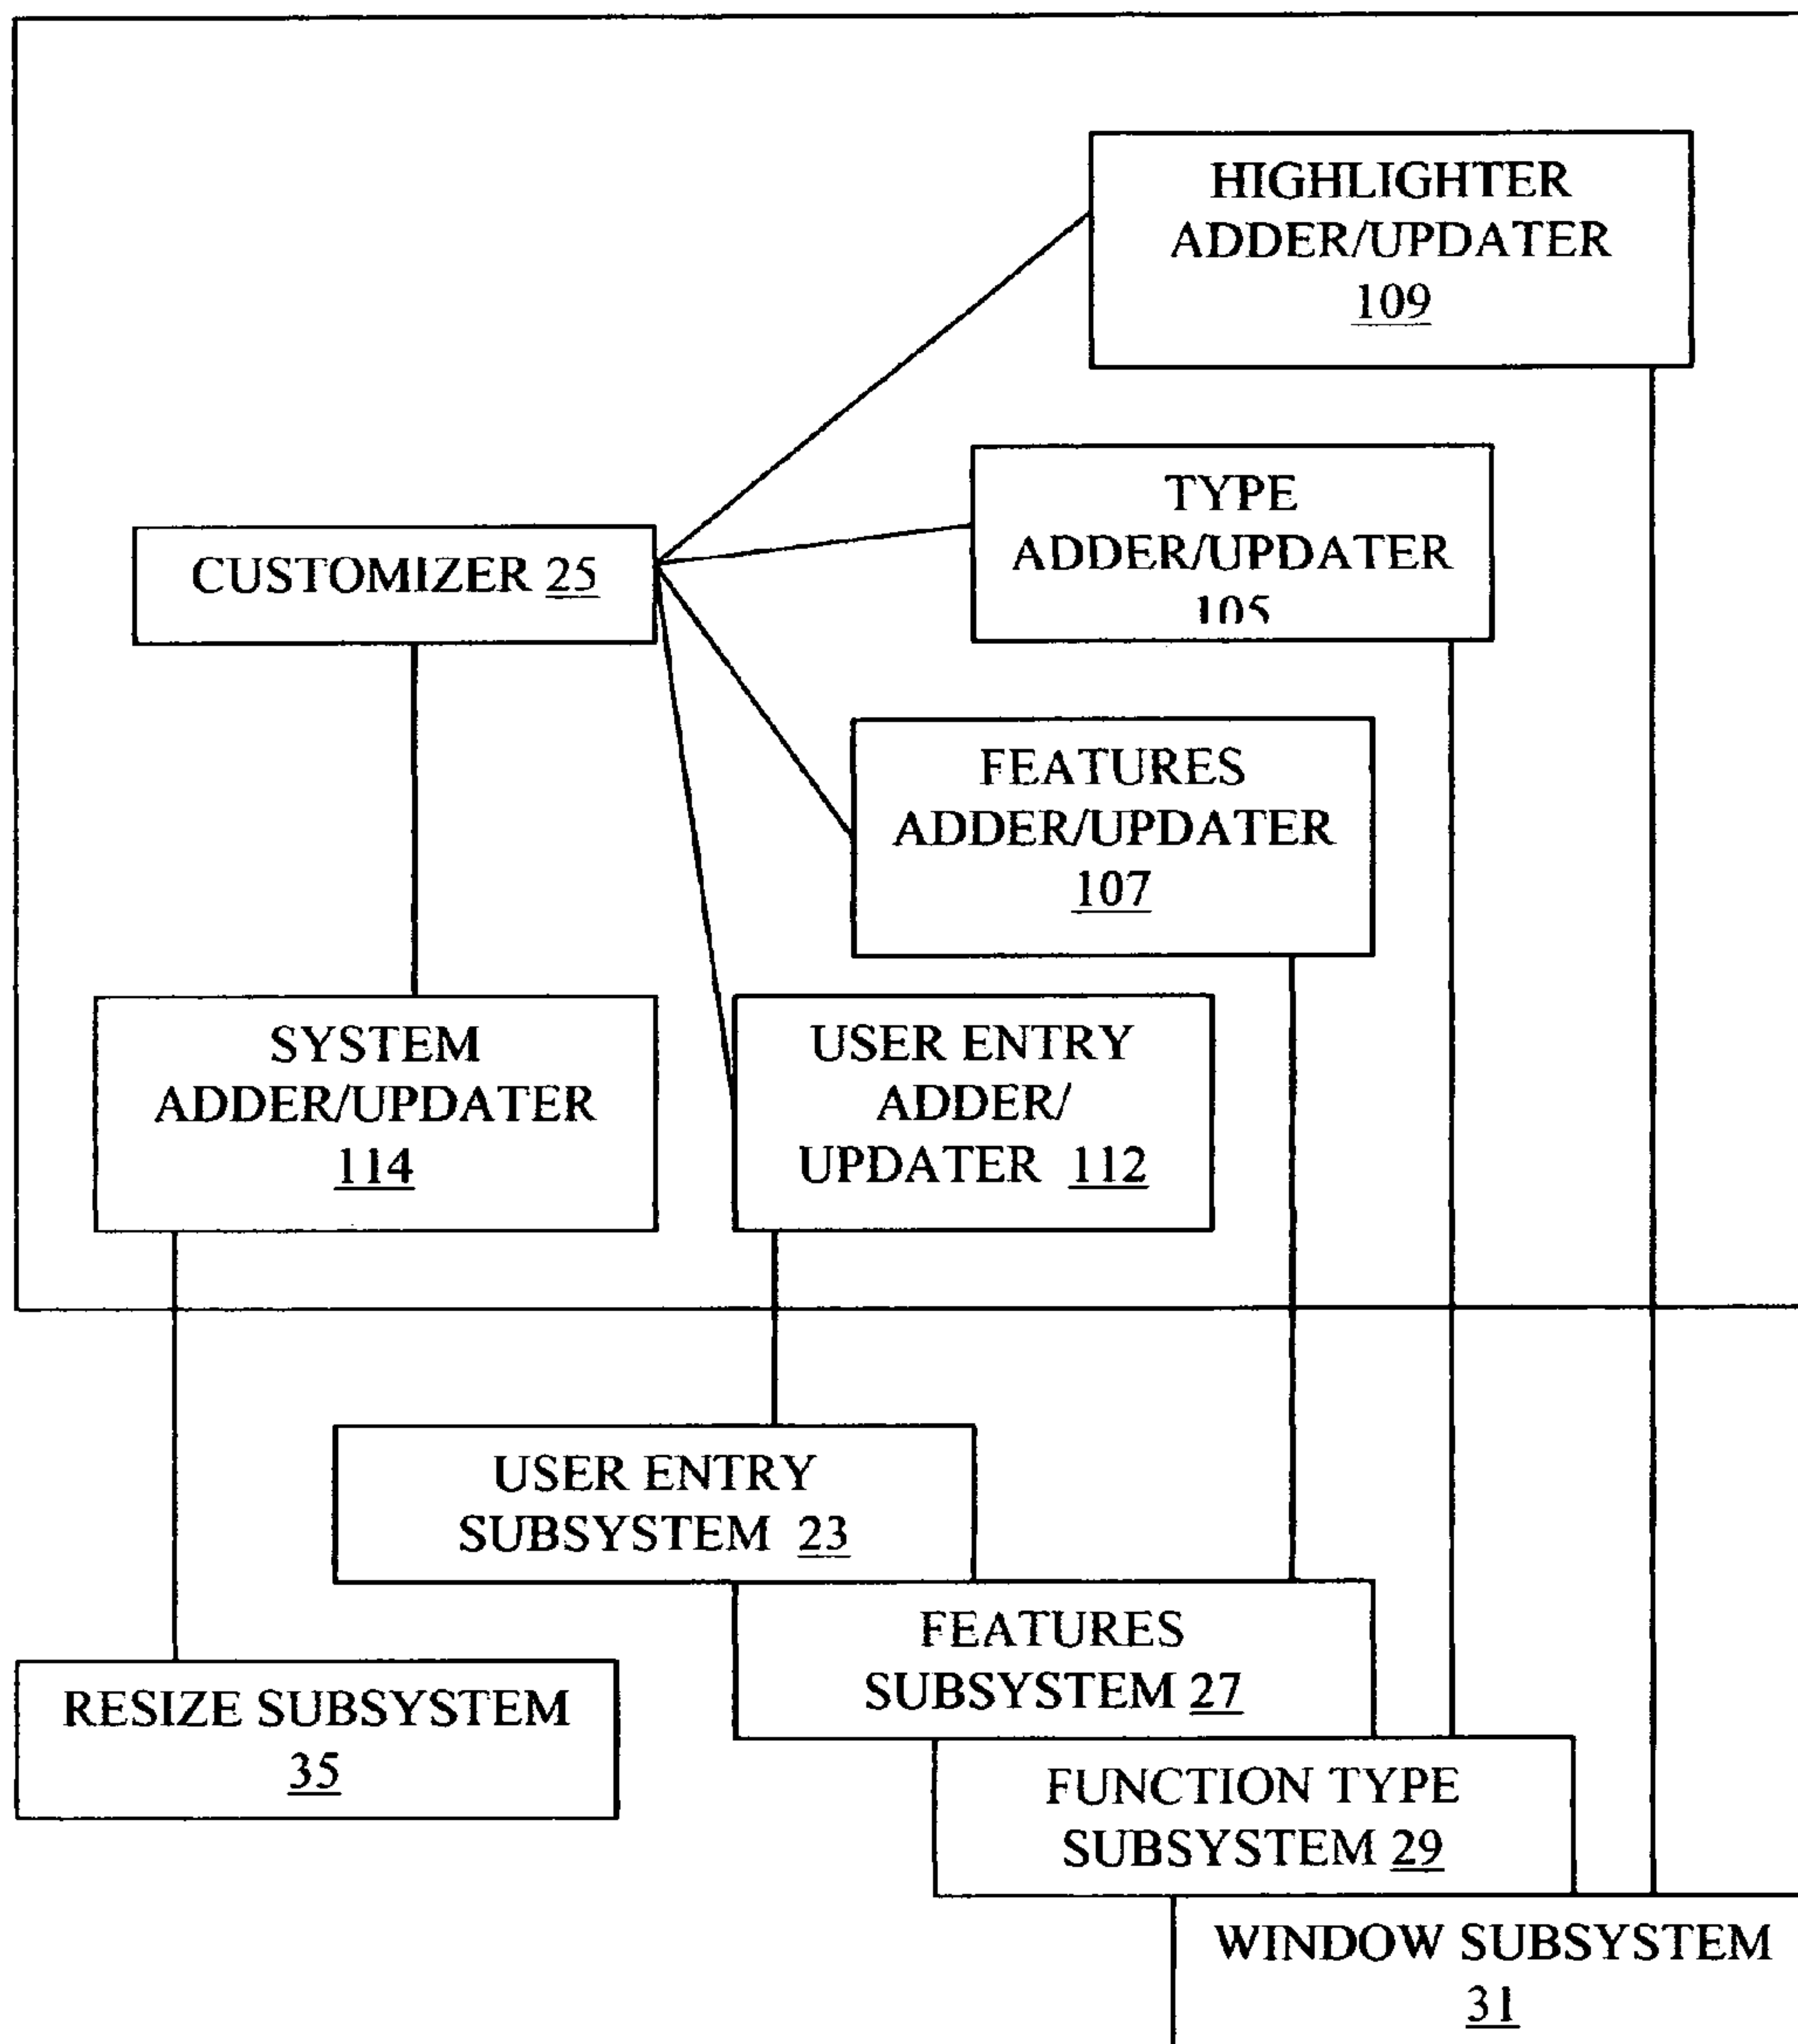 HIGHLIGHTER
ADDER/UPDATER
109
TYPE
ADDER/UPDATER
105
CUSTOMIZER 25
FEATURES
ADDER/UPDATER
107
SYSTEM
ADDER/UPDATER
114
USER ENTRY
ADDER/
UPDATER 112
USER ENTRY
SUBSYSTEM 23
FEATURES
SUBSYSTEM 27
RESIZE SUBSYSTEM
35
FUNCTION TYPE
SUBSYSTEM 29
WINDOW SUBSYSTEM
31